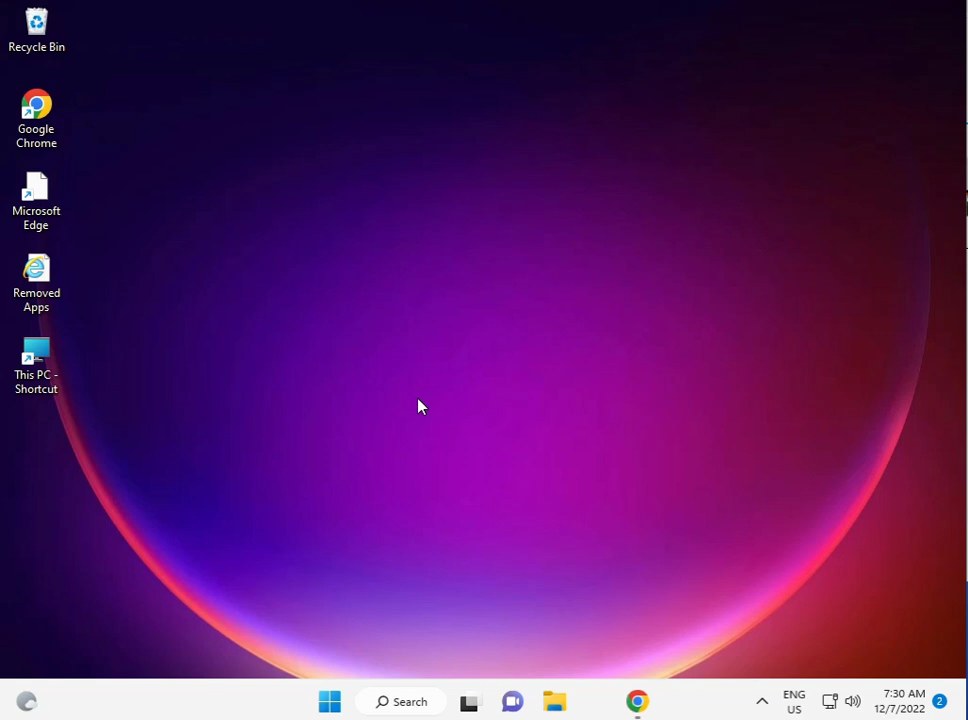 Recycle Bin
Google
Chrome
Microsoft
Edge
Removed
Apps
This PC -
Shortcut
Search
ENG
US
7:30 AM
12/7/2022
2